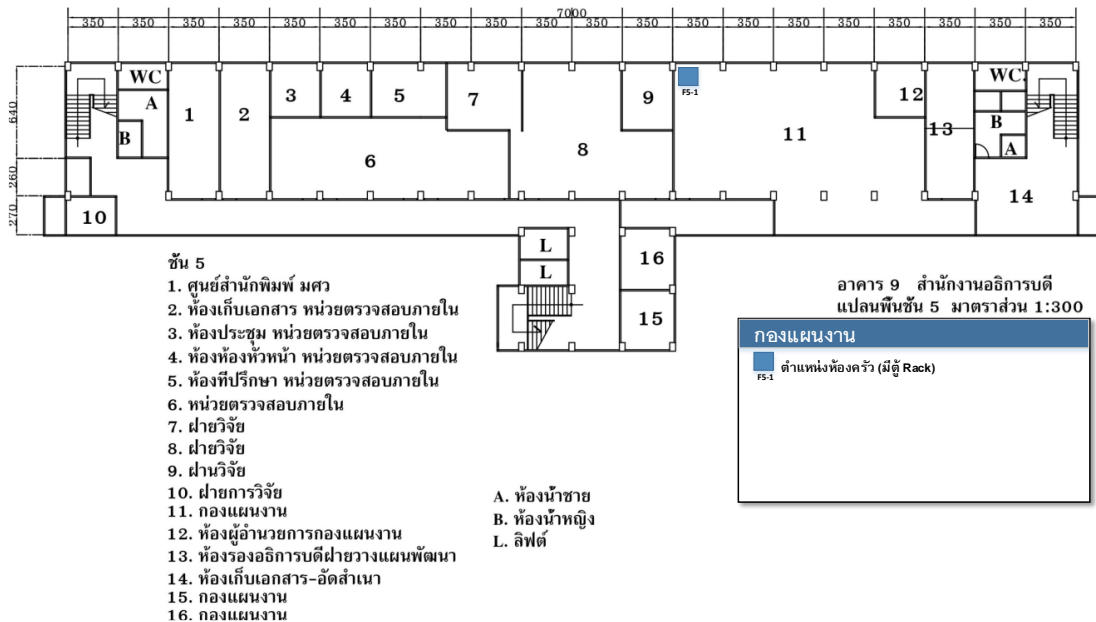 7000
350 350 350 350 350 350 350 350 350 350 350 350 350 350 350 350 350 350 350 350
640
260
270
WC
A
B
1
2
3
4
5
6
7
8
9
F5-1
10
11
12
13
WC.
B
A
14
L
L
16
15
ชั้น 5
1. ศูนย์สำนักพิมพ์ มศว
2. ห้องเก็บเอกสาร หน่วยตรวจสอบภายใน
3. ห้องประชุม หน่วยตรวจสอบภายใน
4. ห้องห้องหัวหน้า หน่วยตรวจสอบภายใน
5. ห้องที่ปรึกษา หน่วยตรวจสอบภายใน
6. หน่วยตรวจสอบภายใน
7. ฝ่ายวิจัย
8. ฝ่ายวิจัย
9. ฝ่านวิจัย
10. ฝ่ายการวิจัย
11. กองแผนงาน
12. ห้องผู้อำนวยการกองแผนงาน
13. ห้องรองอธิการบดีฝ่ายวางแผนพัฒนา
14. ห้องเก็บเอกสาร-อัดสำเนา
15. กองแผนงาน
16. กองแผนงาน
A. ห้องน้ำชาย
B. ห้องน้ำหญิง
L. ลิฟต์
อาคาร 9 สำนักงานอธิการบดี
แปลนพื้นชั้น 5 มาตราส่วน 1:300
กองแผนงาน
F5-1 ตำแหน่งห้องครัว (มีตู้ Rack)